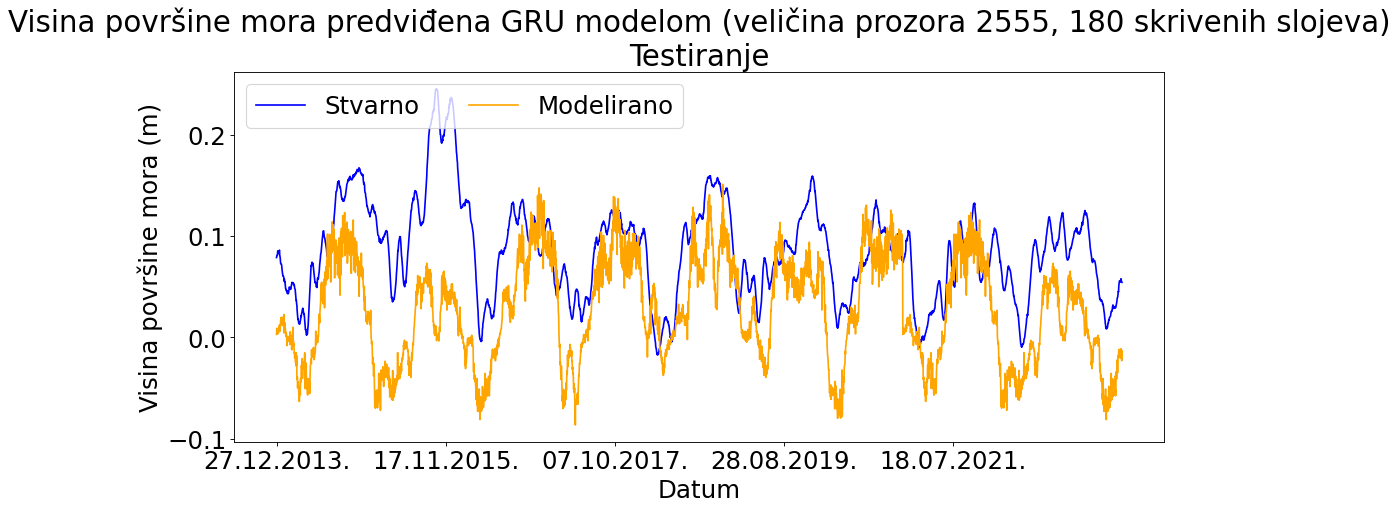 Visina površine mora predviđena GRU modelom (veličina prozora 2555, 180 skrivenih slojeva)
Testiranje
Stvarno
Modelirano
Visina površine mora (m)
0.2
0.1
0.0
−0.1
27.12.2013.
17.11.2015.
07.10.2017.
28.08.2019.
18.07.2021.
Datum